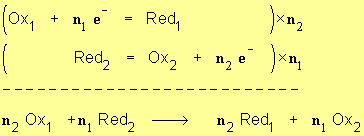 (Ox₁ + n₁ e⁻ = Red₁ )×n₂
( Red₂ = Ox₂ + n₂ e⁻ )×n₁
----------------------------
n₂ Ox₁ +n₁ Red₂ ⟶ n₂ Red₁ + n₁ Ox₂